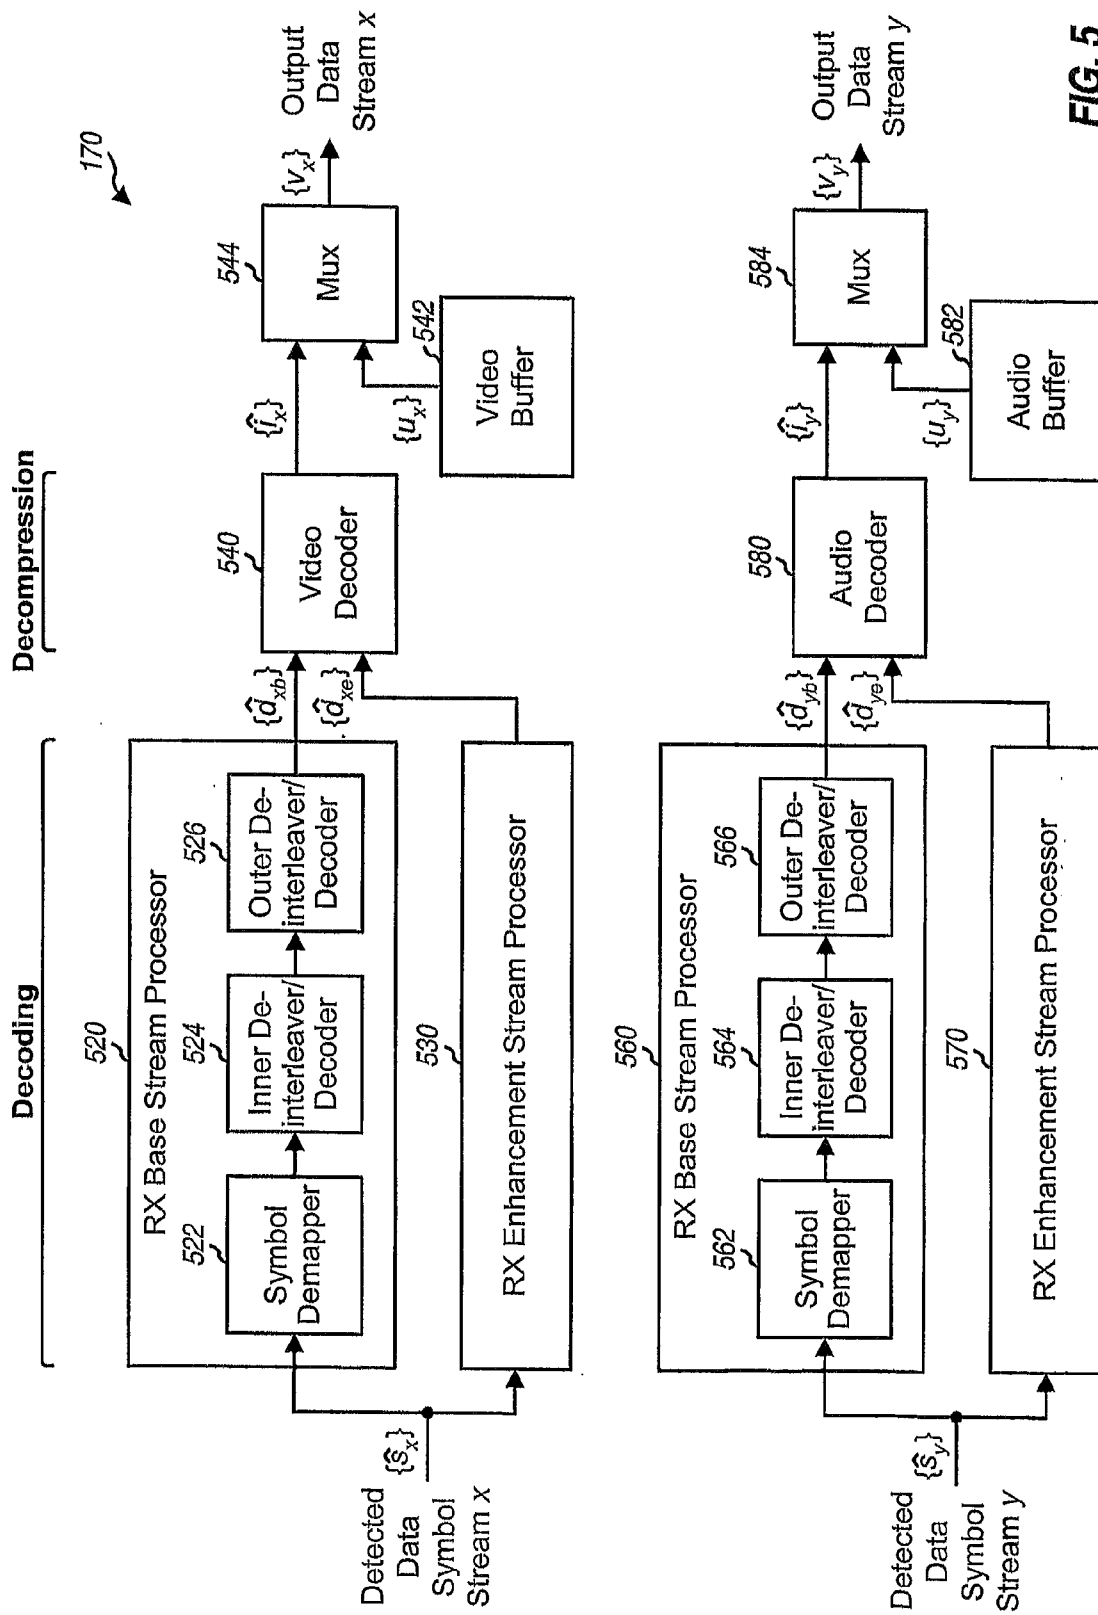 170
Decoding
Decompression
520
RX Base Stream Processor
522
Symbol
Demapper
524
Inner De-
interleaver/
Decoder
526
Outer De-
interleaver/
Decoder
{d̂xb}
{d̂xe}
540
Video
Decoder
{îx}
544
Mux
{vx}
Output
Data
Stream x
{ux}
542
Video
Buffer
Detected
Data
Symbol
Stream x
{ŝx}
530
RX Enhancement Stream Processor
560
RX Base Stream Processor
562
Symbol
Demapper
564
Inner De-
interleaver/
Decoder
566
Outer De-
interleaver/
Decoder
{d̂yb}
{d̂ye}
580
Audio
Decoder
{îy}
584
Mux
{vy}
Output
Data
Stream y
{uy}
582
Audio
Buffer
Detected
Data
Symbol
Stream y
{ŝy}
570
RX Enhancement Stream Processor
FIG. 5